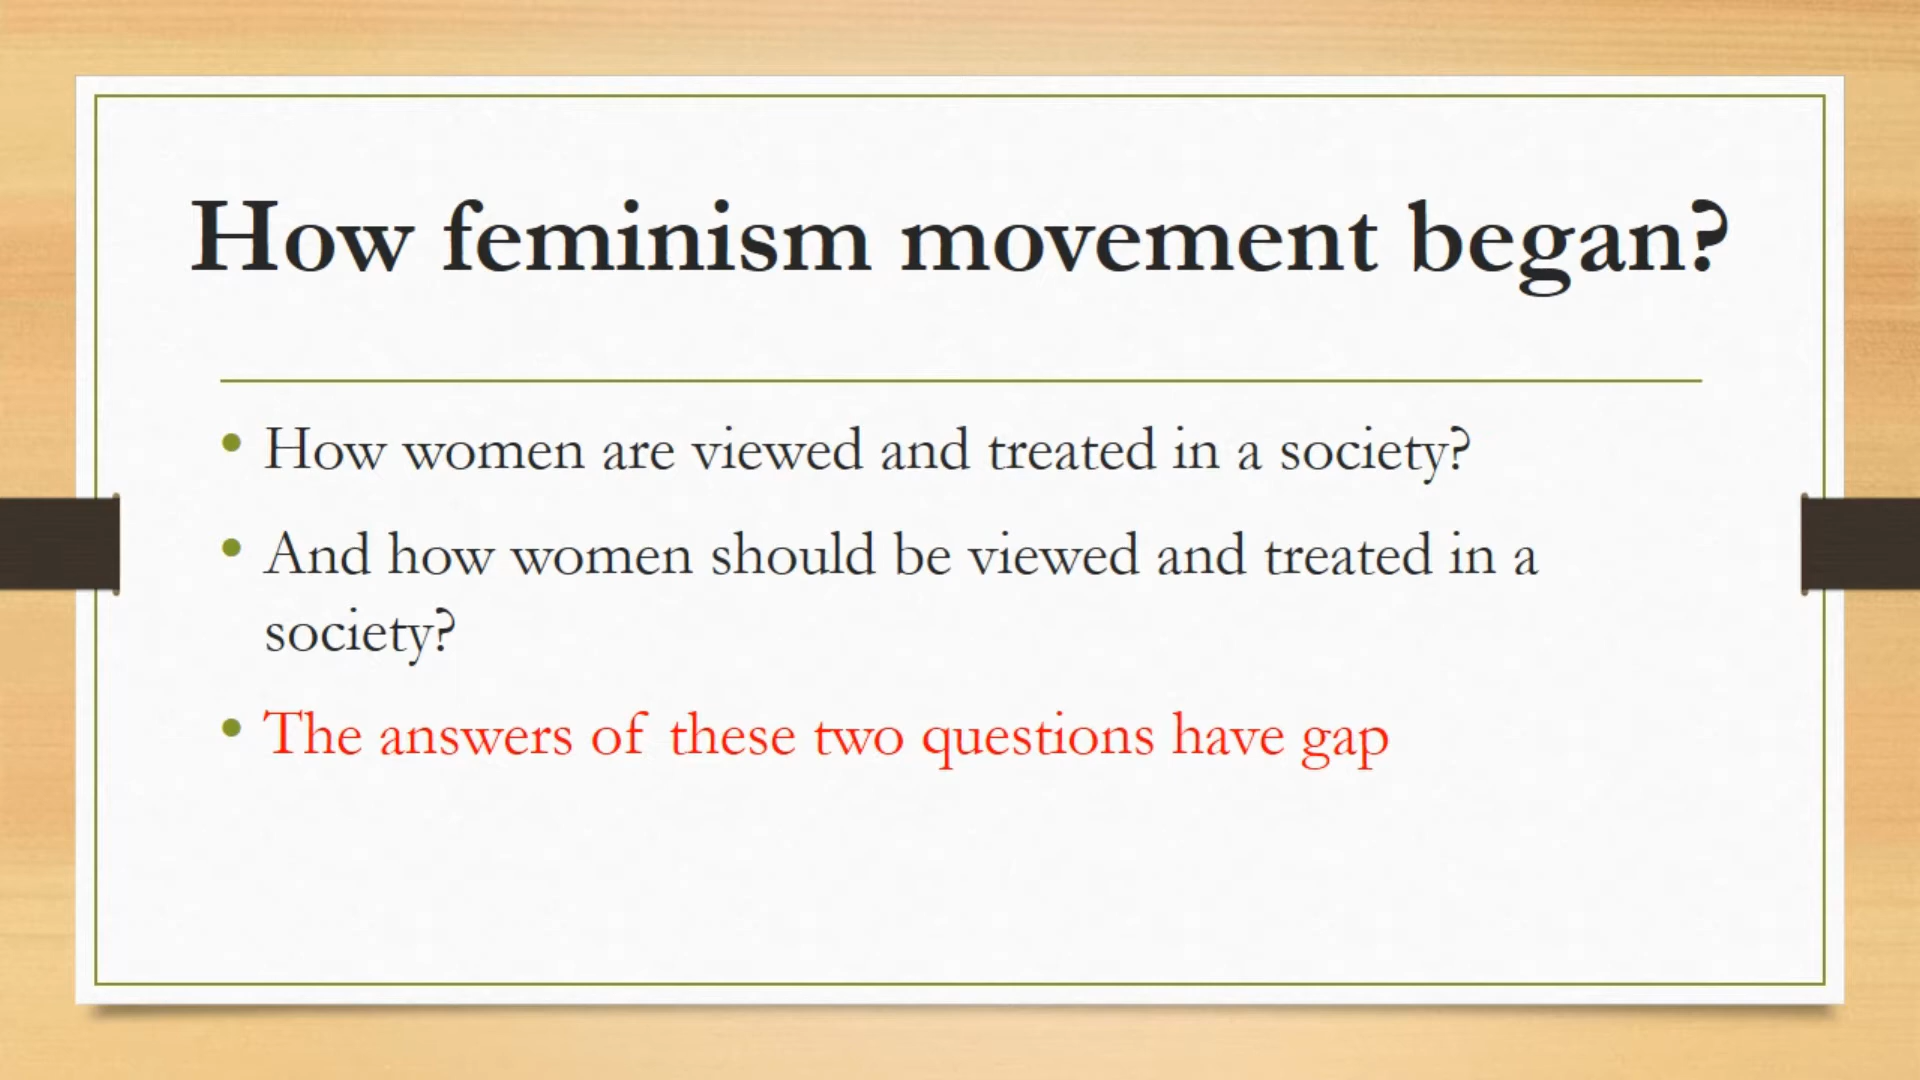 How feminism movement began?
• How women are viewed and treated in a society?
• And how women should be viewed and treated in a
society?
• The answers of these two questions have gap